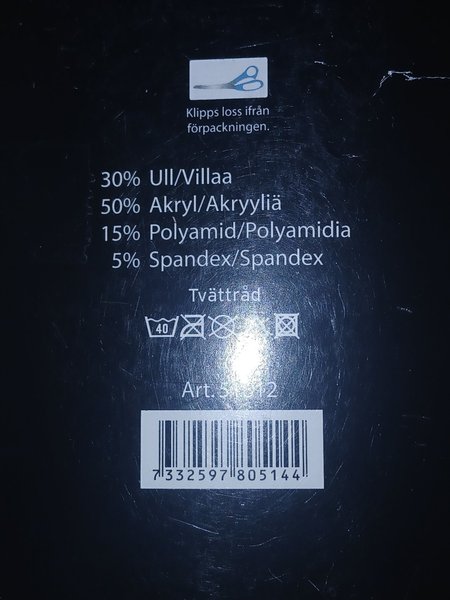 Klipps loss ifrån
förpackningen.
30% Ull/Villaa
50% Akryl/Akryyliä
15% Polyamid/Polyamidia
5% Spandex/Spandex
Tvättråd
40
Art.
7 332597 805144